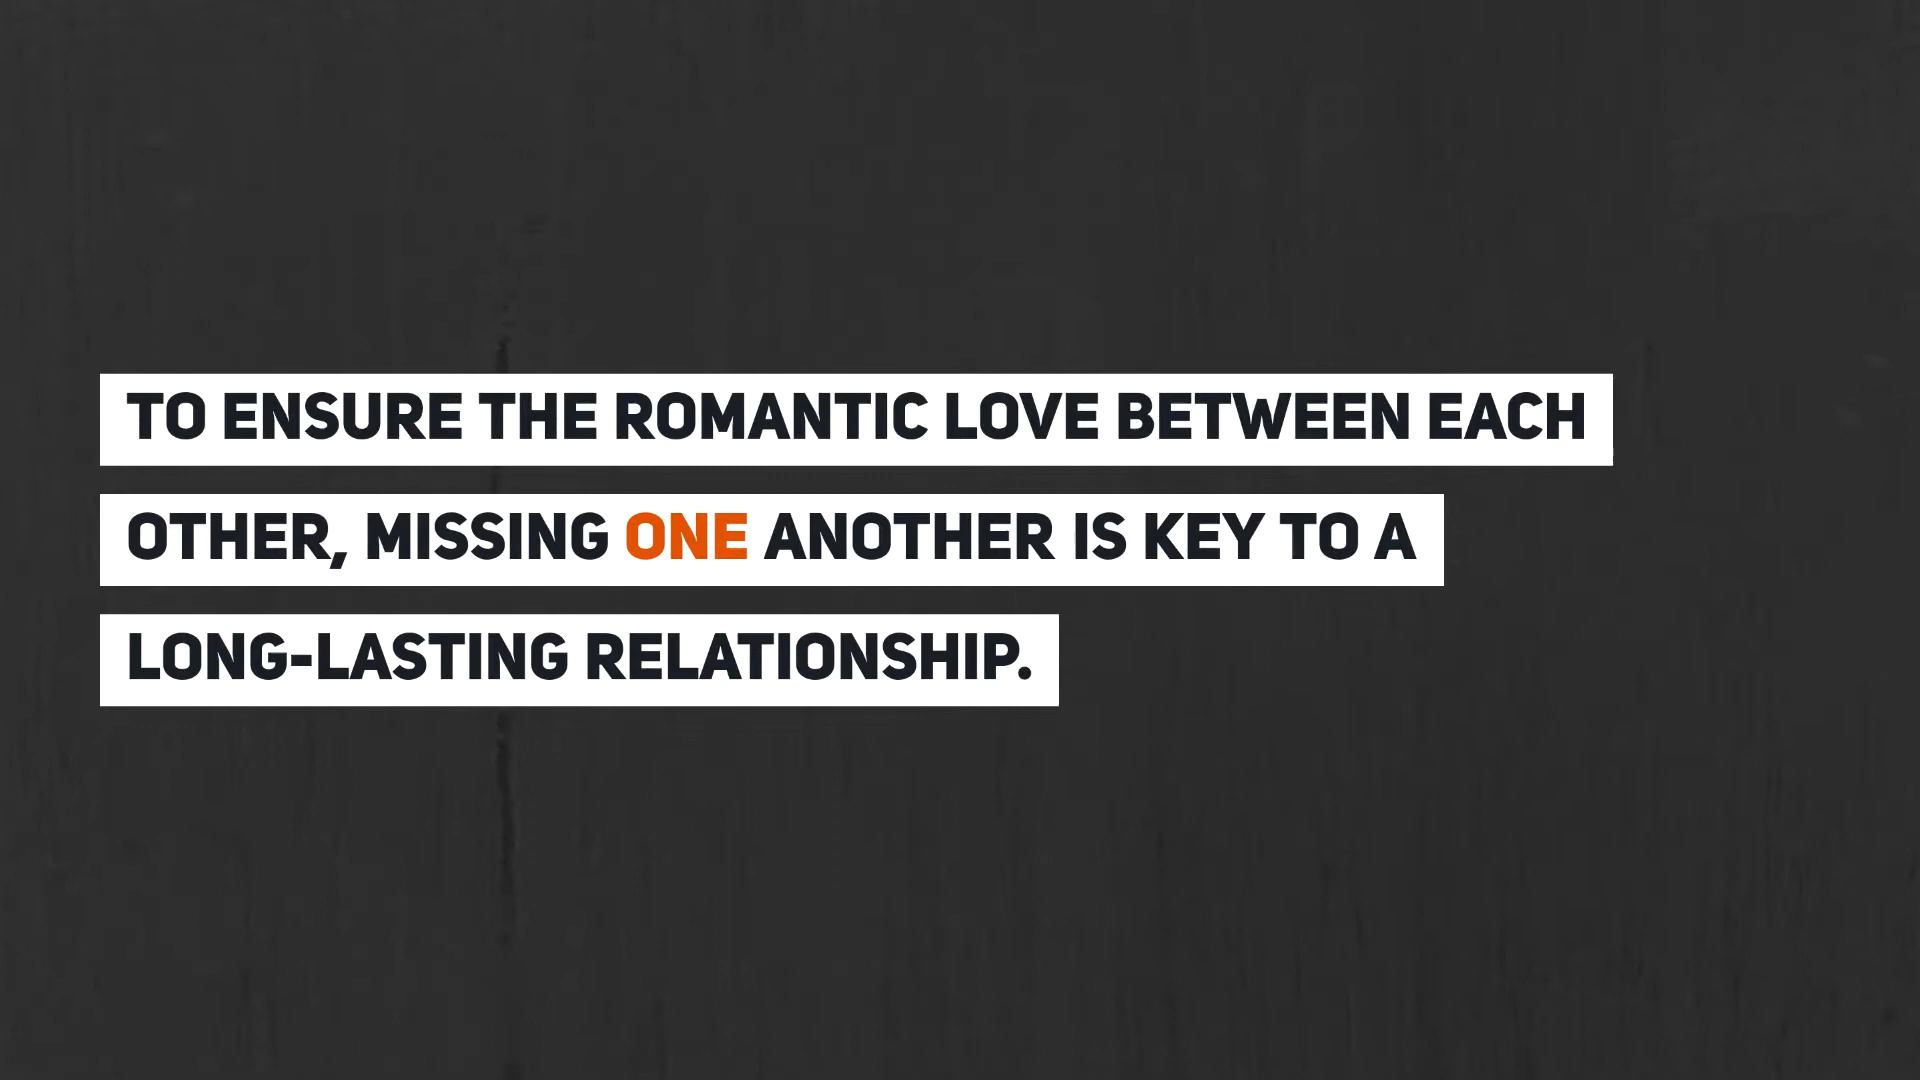 TO ENSURE THE ROMANTIC LOVE BETWEEN EACH
OTHER, MISSING ONE ANOTHER IS KEY TO A
LONG-LASTING RELATIONSHIP.